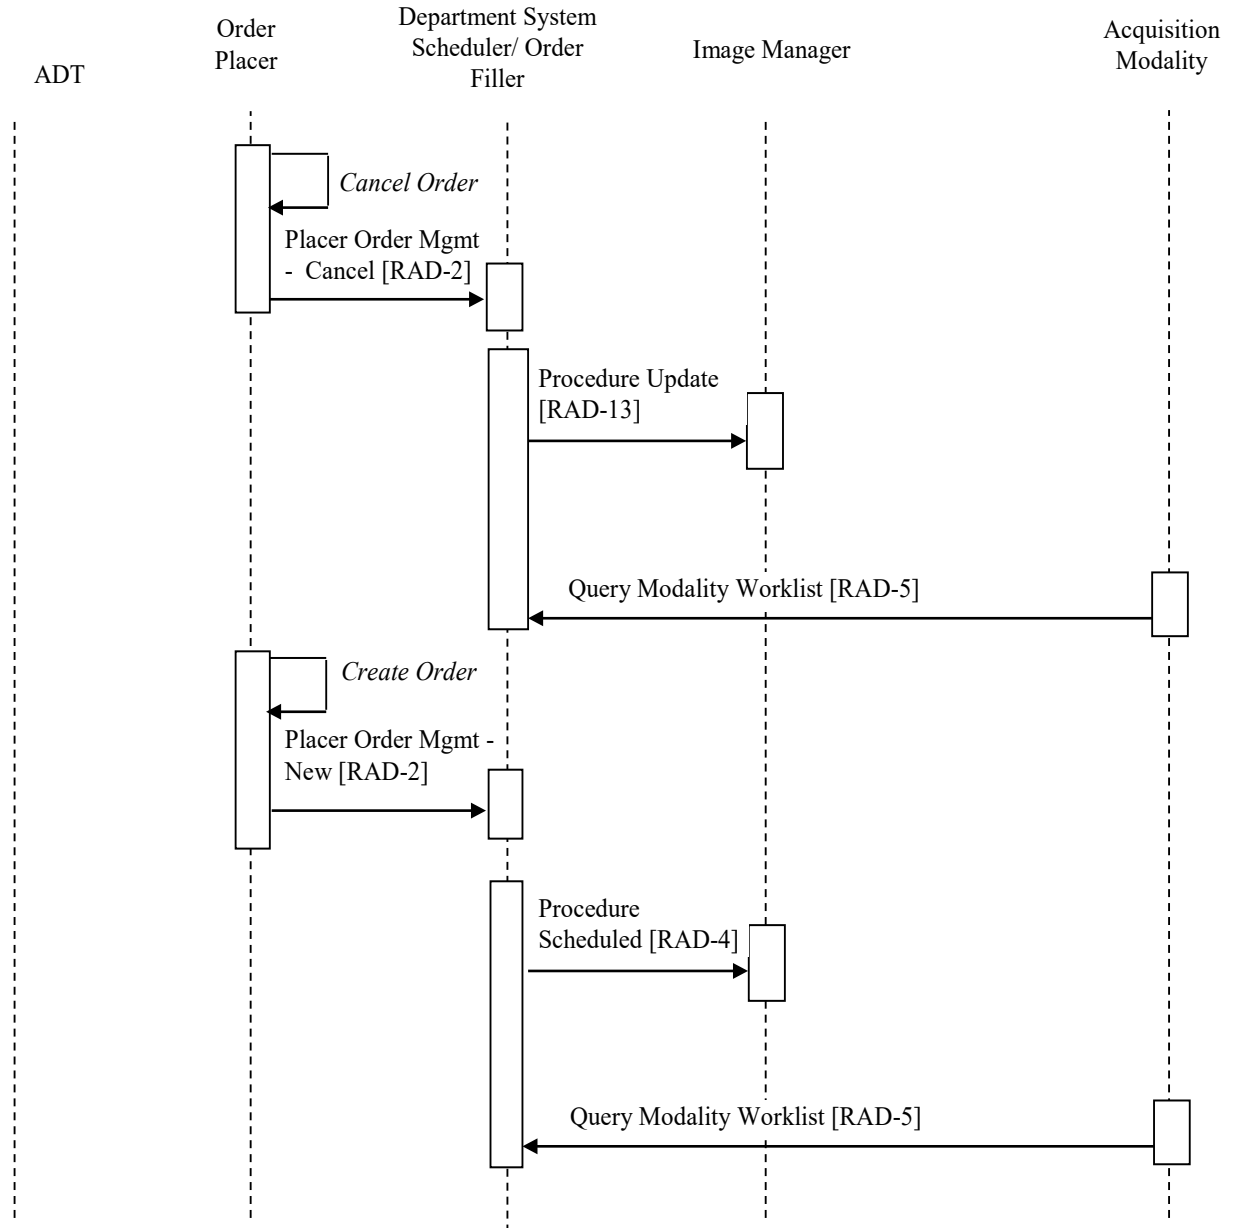 ADT
Order
Placer
Department System
Scheduler/ Order
Filler
Image Manager
Acquisition
Modality
Cancel Order
Placer Order Mgmt
- Cancel [RAD-2]
Procedure Update
[RAD-13]
Query Modality Worklist [RAD-5]
Create Order
Placer Order Mgmt -
New [RAD-2]
Procedure
Scheduled [RAD-4]
Query Modality Worklist [RAD-5]